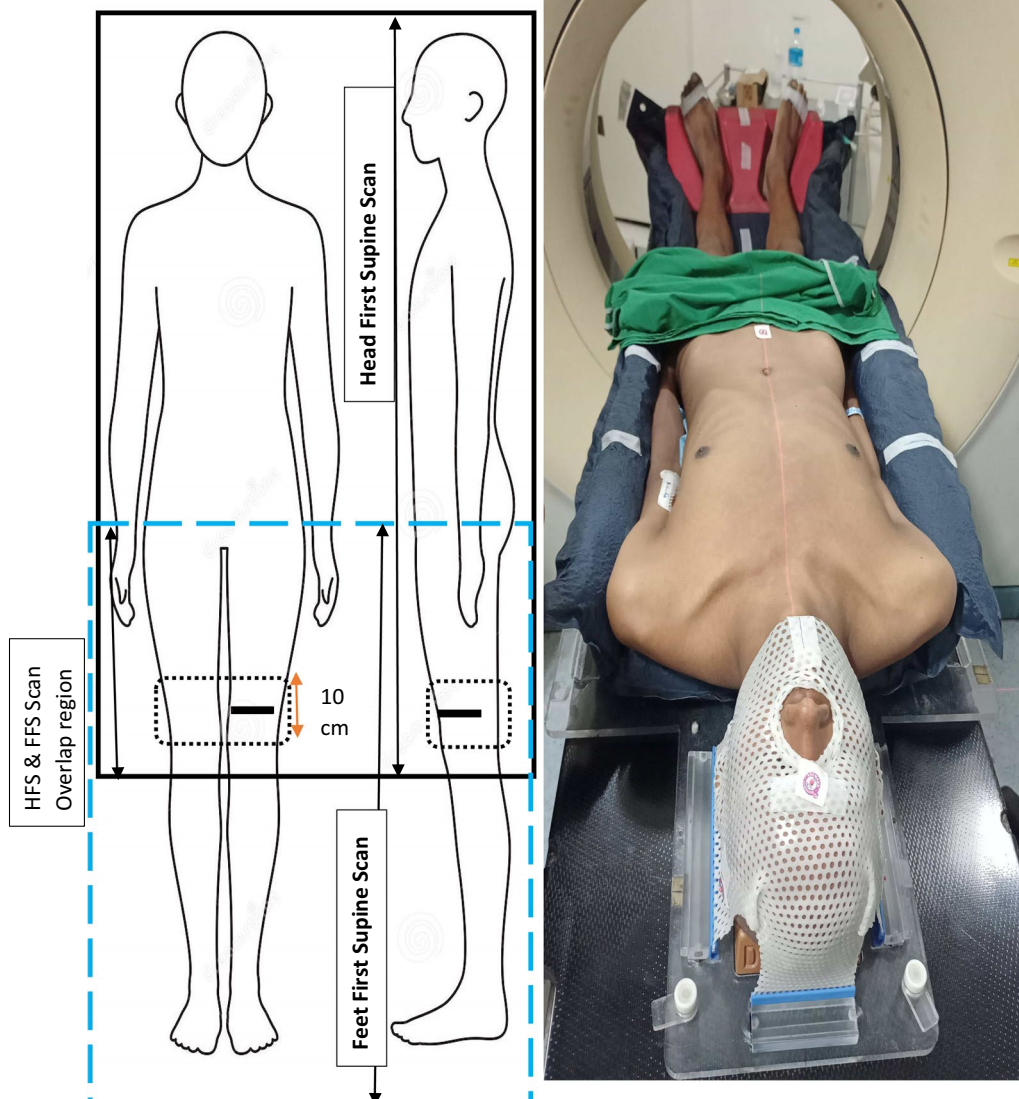 Head First Supine Scan
HFS & FFS Scan
Overlap region
10
cm
Feet First Supine Scan
D